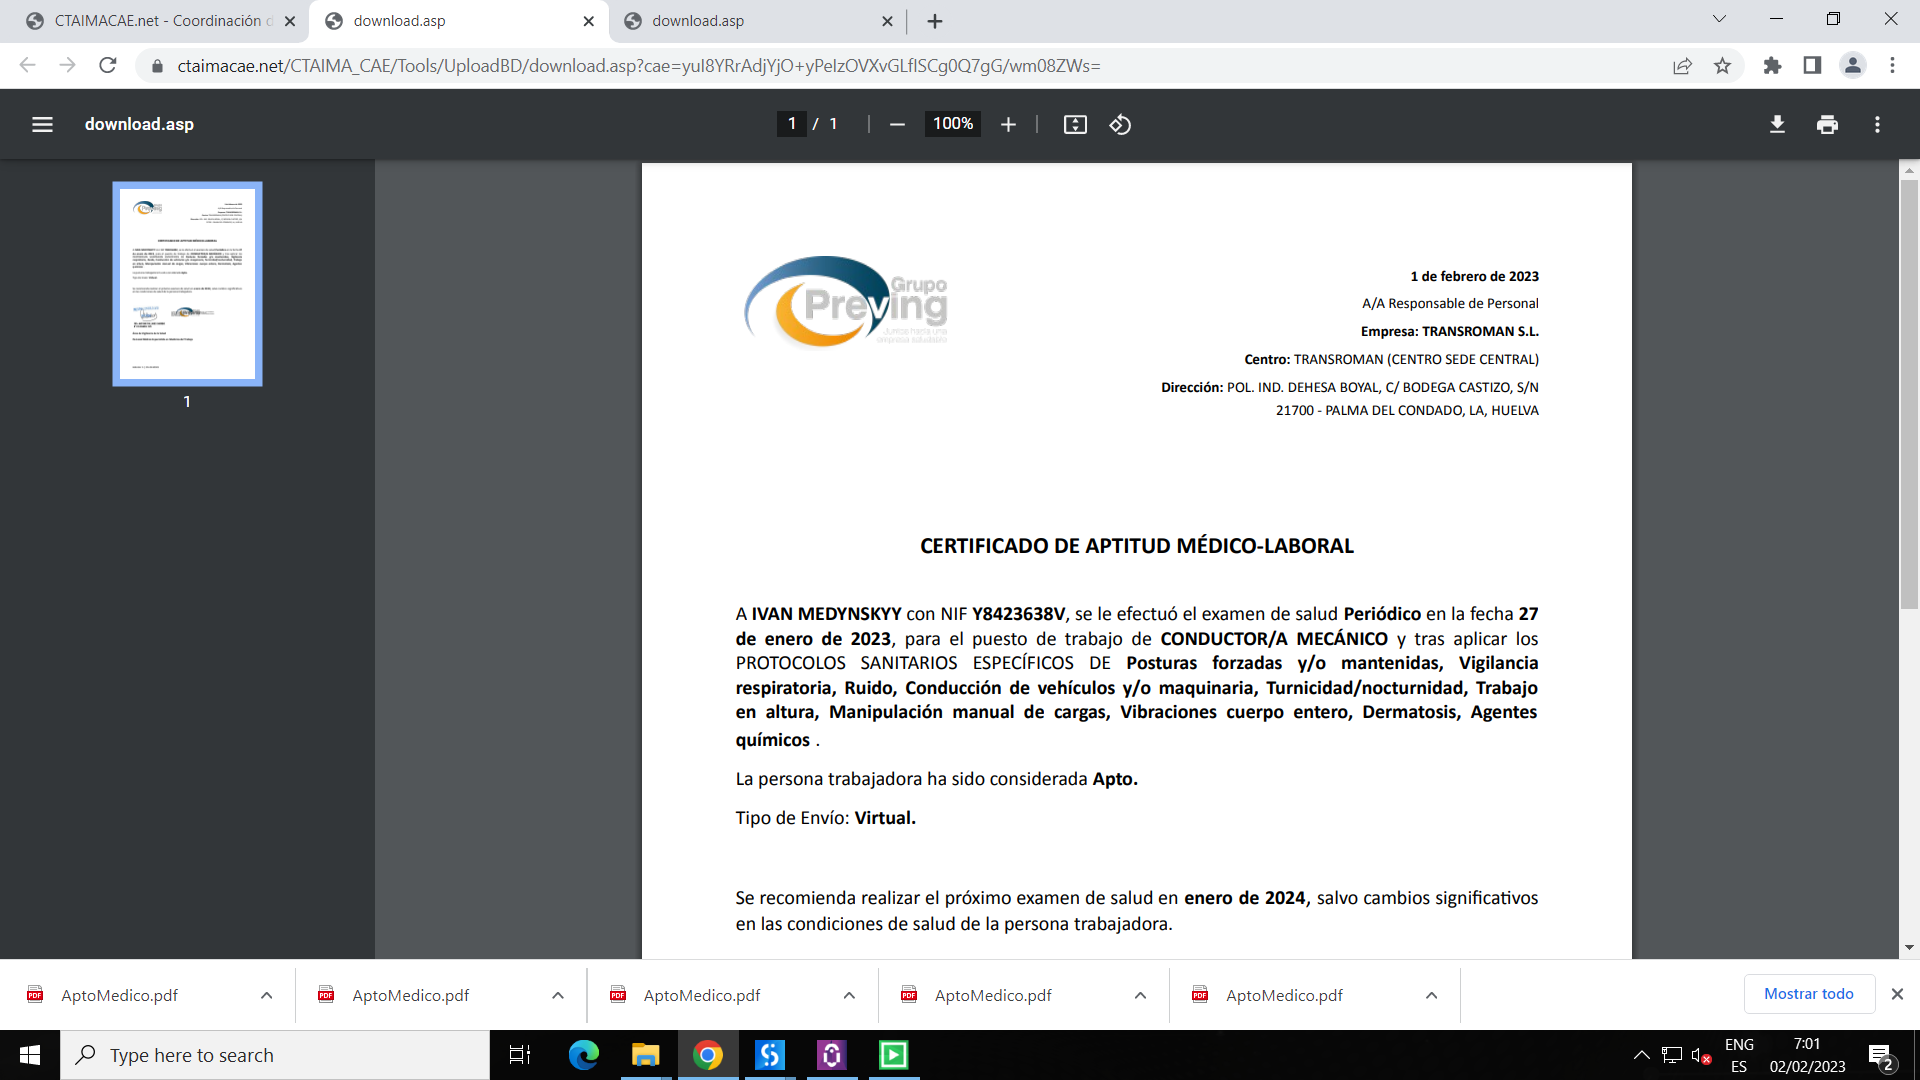 CTAIMACAE.net - Coordinación d
download.asp
download.asp
ctaimacae.net/CTAIMA_CAE/Tools/UploadBD/download.asp?cae=yuI8YRrAdjYjO+yPeIzOVXvGLfISCg0Q7gG/wm08ZWs=
download.asp
1 / 1
100%
1
Grupo
Preving
Juntos hacia una
empresa saludable
1 de febrero de 2023
A/A Responsable de Personal
Empresa: TRANSROMAN S.L.
Centro: TRANSROMAN (CENTRO SEDE CENTRAL)
Dirección: POL. IND. DEHESA BOYAL, C/ BODEGA CASTIZO, S/N
21700 - PALMA DEL CONDADO, LA, HUELVA
CERTIFICADO DE APTITUD MÉDICO-LABORAL
A IVAN MEDYNSKYY con NIF Y8423638V, se le efectuó el examen de salud Periódico en la fecha 27
de enero de 2023, para el puesto de trabajo de CONDUCTOR/A MECÁNICO y tras aplicar los
PROTOCOLOS SANITARIOS ESPECÍFICOS DE Posturas forzadas y/o mantenidas, Vigilancia
respiratoria, Ruido, Conducción de vehículos y/o maquinaria, Turnicidad/nocturnidad, Trabajo
en altura, Manipulación manual de cargas, Vibraciones cuerpo entero, Dermatosis, Agentes
químicos .
La persona trabajadora ha sido considerada Apto.
Tipo de Envío: Virtual.
Se recomienda realizar el próximo examen de salud en enero de 2024, salvo cambios significativos
en las condiciones de salud de la persona trabajadora.
AptoMedico.pdf
AptoMedico.pdf
AptoMedico.pdf
AptoMedico.pdf
AptoMedico.pdf
Mostrar todo
Type here to search
ENG
ES
7:01
02/02/2023
2